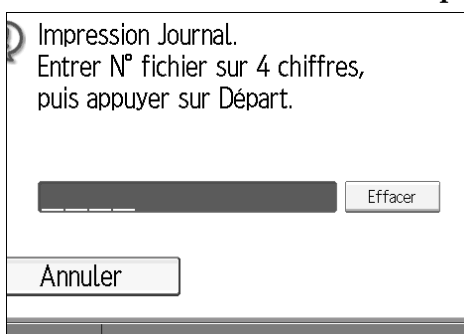 Impression Journal.
Entrer N° fichier sur 4 chiffres,
puis appuyer sur Départ.
Effacer
Annuler